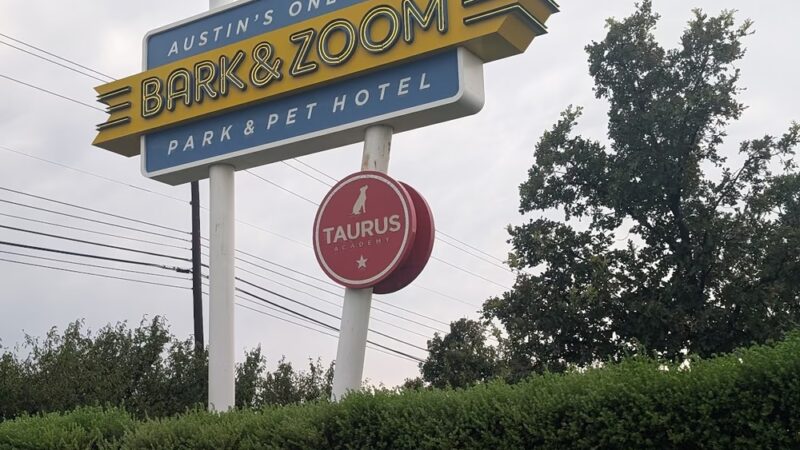 AUSTIN'S
BARK & ZOOM
PARK & PET HOTEL
TAURUS
ACADEMY